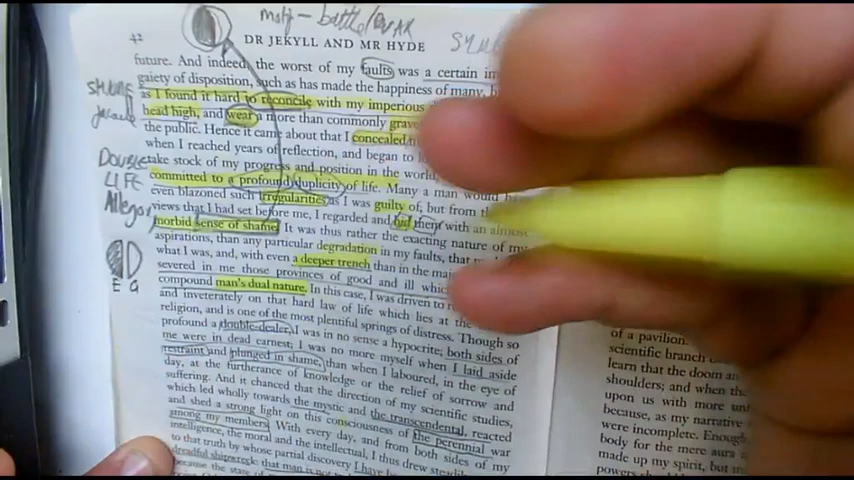 motif - battle/WAR
42
DR JEKYLL AND MR HYDE
future. And indeed, the worst of my faults was a certain im
gaiety of disposition, such as has made the happiness of many,
as I found it hard to reconcile with my imperious
head high, and wear a more than commonly grave
the public. Hence it came about that I concealed
when I reached years of reflection, and began to
take stock of my progress and position in the world,
committed to a profound duplicity of life. Many a man would
even blazoned such irregularities as I was guilty of, but from th
views that I had set before me, I regarded and hid them with an almost
morbid sense of shame. It was thus rather the exacting nature of my
aspirations, than any particular degradation in my faults, that
what I was, and, with even a deeper trench than in the maj
severed in me those provinces of good and ill which
compound man's dual nature. In this case, I was driven to
and inveterately on that hard law of life which lies at the
religion, and is one of the most plentiful springs of distress. Though so
profound a double-dealer, I was in no sense a hypocrite; both sides of
me were in dead earnest; I was no more myself when I laid aside
restraint and plunged in shame, than when I laboured, in the eye of
day, at the furtherance of knowledge or the relief of sorrow and
suffering. And it chanced that the direction of my scientific studies,
which led wholly towards the mystic and the transcendental, reacted
and shed a strong light on this consciousness of the perennial war
among my members. With every day, and from both sides of my
intelligence, the moral and the intellectual, I thus drew steadily
to that truth by whose partial discovery I have
dreadful shipwreck: that man is not
because the state of
DOUBLE
LIFE
Allegory
E G
of a pavilion.
scientific branch
learn that the doom
shoulders; and when the
upon us with more un
because, as my narrative
were incomplete. Enough
body for the mere aura
made up my spirit, but